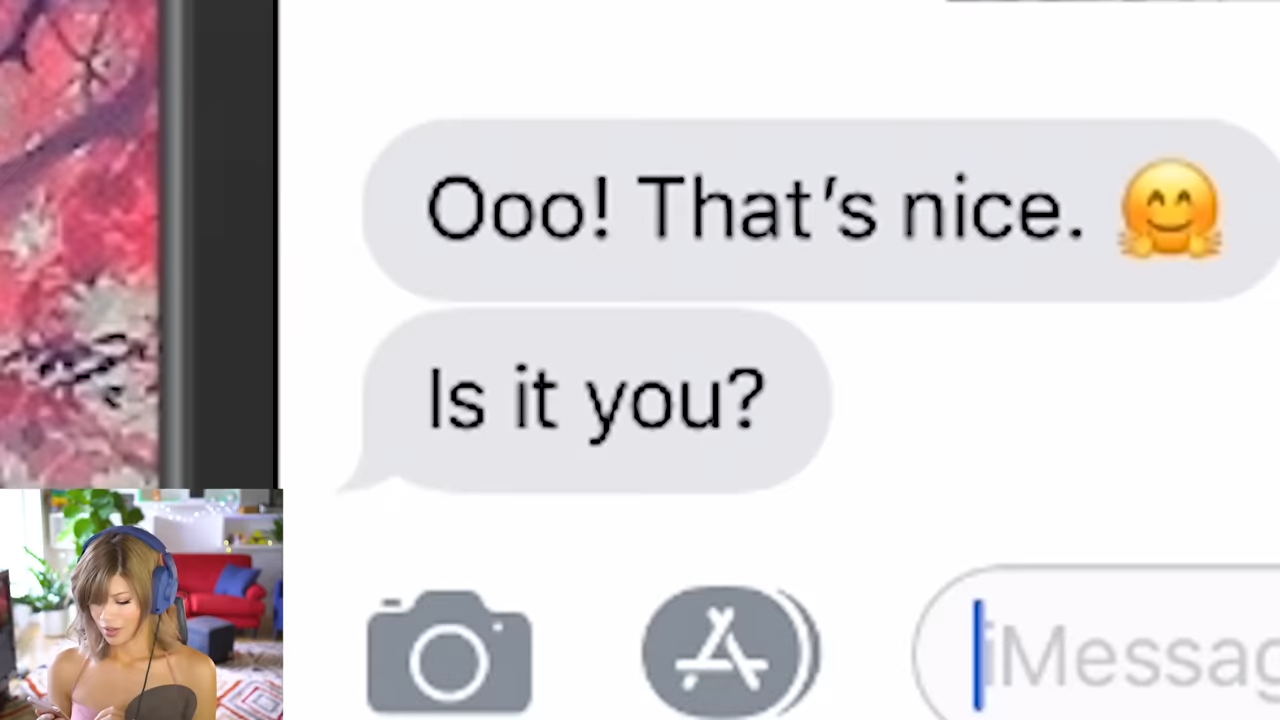 Ooo! That’s nice. 🤗
Is it you?
iMessag